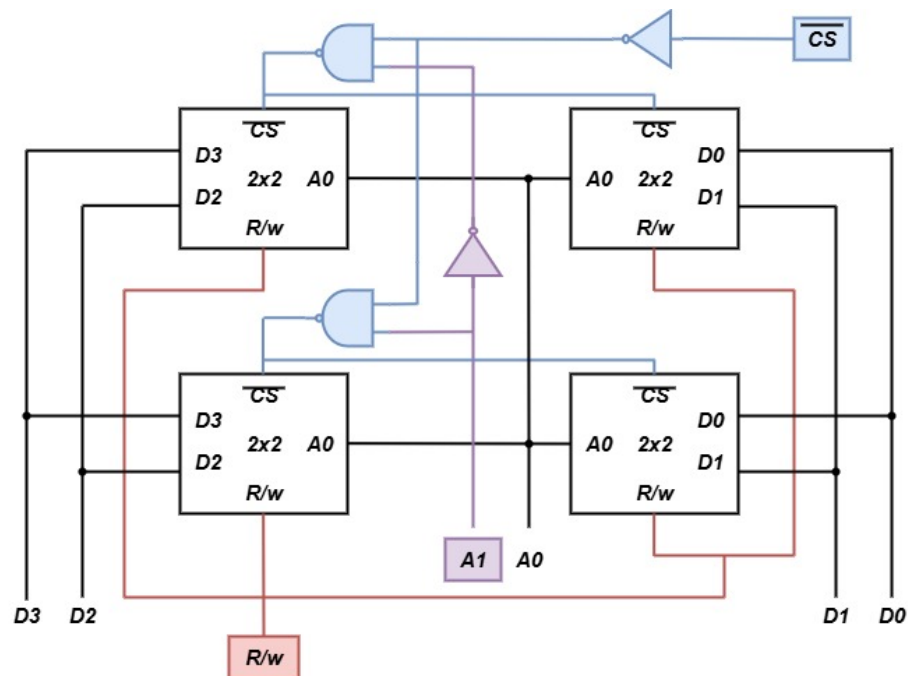 CS
CS
CS
D3
2x2
A0
D2
R/w
A0
2x2
D0
D1
R/w
CS
CS
D3
2x2
A0
D2
R/w
A0
2x2
D0
D1
R/w
A1
A0
D3
D2
D1
D0
R/w